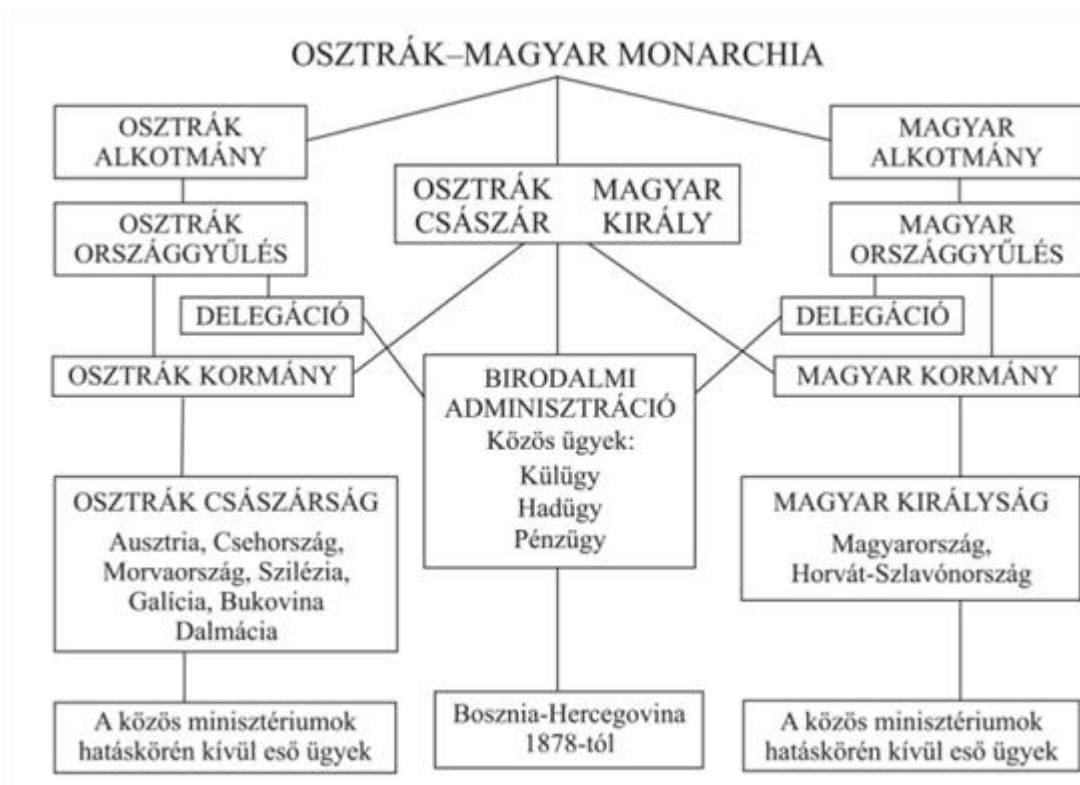 OSZTRÁK–MAGYAR MONARCHIA
OSZTRÁK
ALKOTMÁNY
MAGYAR
ALKOTMÁNY
OSZTRÁK MAGYAR
CSÁSZÁR KIRÁLY
OSZTRÁK
ORSZÁGGYŰLÉS
MAGYAR
ORSZÁGGYŰLÉS
DELEGÁCIÓ
DELEGÁCIÓ
OSZTRÁK KORMÁNY
MAGYAR KORMÁNY
BIRODALMI
ADMINISZTRÁCIÓ
Közös ügyek:
Külügy
Hadügy
Pénzügy
OSZTRÁK CSÁSZÁRSÁG
Ausztria, Csehország,
Morvaország, Szilézia,
Galícia, Bukovina
Dalmácia
MAGYAR KIRÁLYSÁG
Magyarország,
Horvát-Szlavónország
A közös minisztériumok
hatáskörén kívül eső ügyek
Bosznia-Hercegovina
1878-tól
A közös minisztériumok
hatáskörén kívül eső ügyek